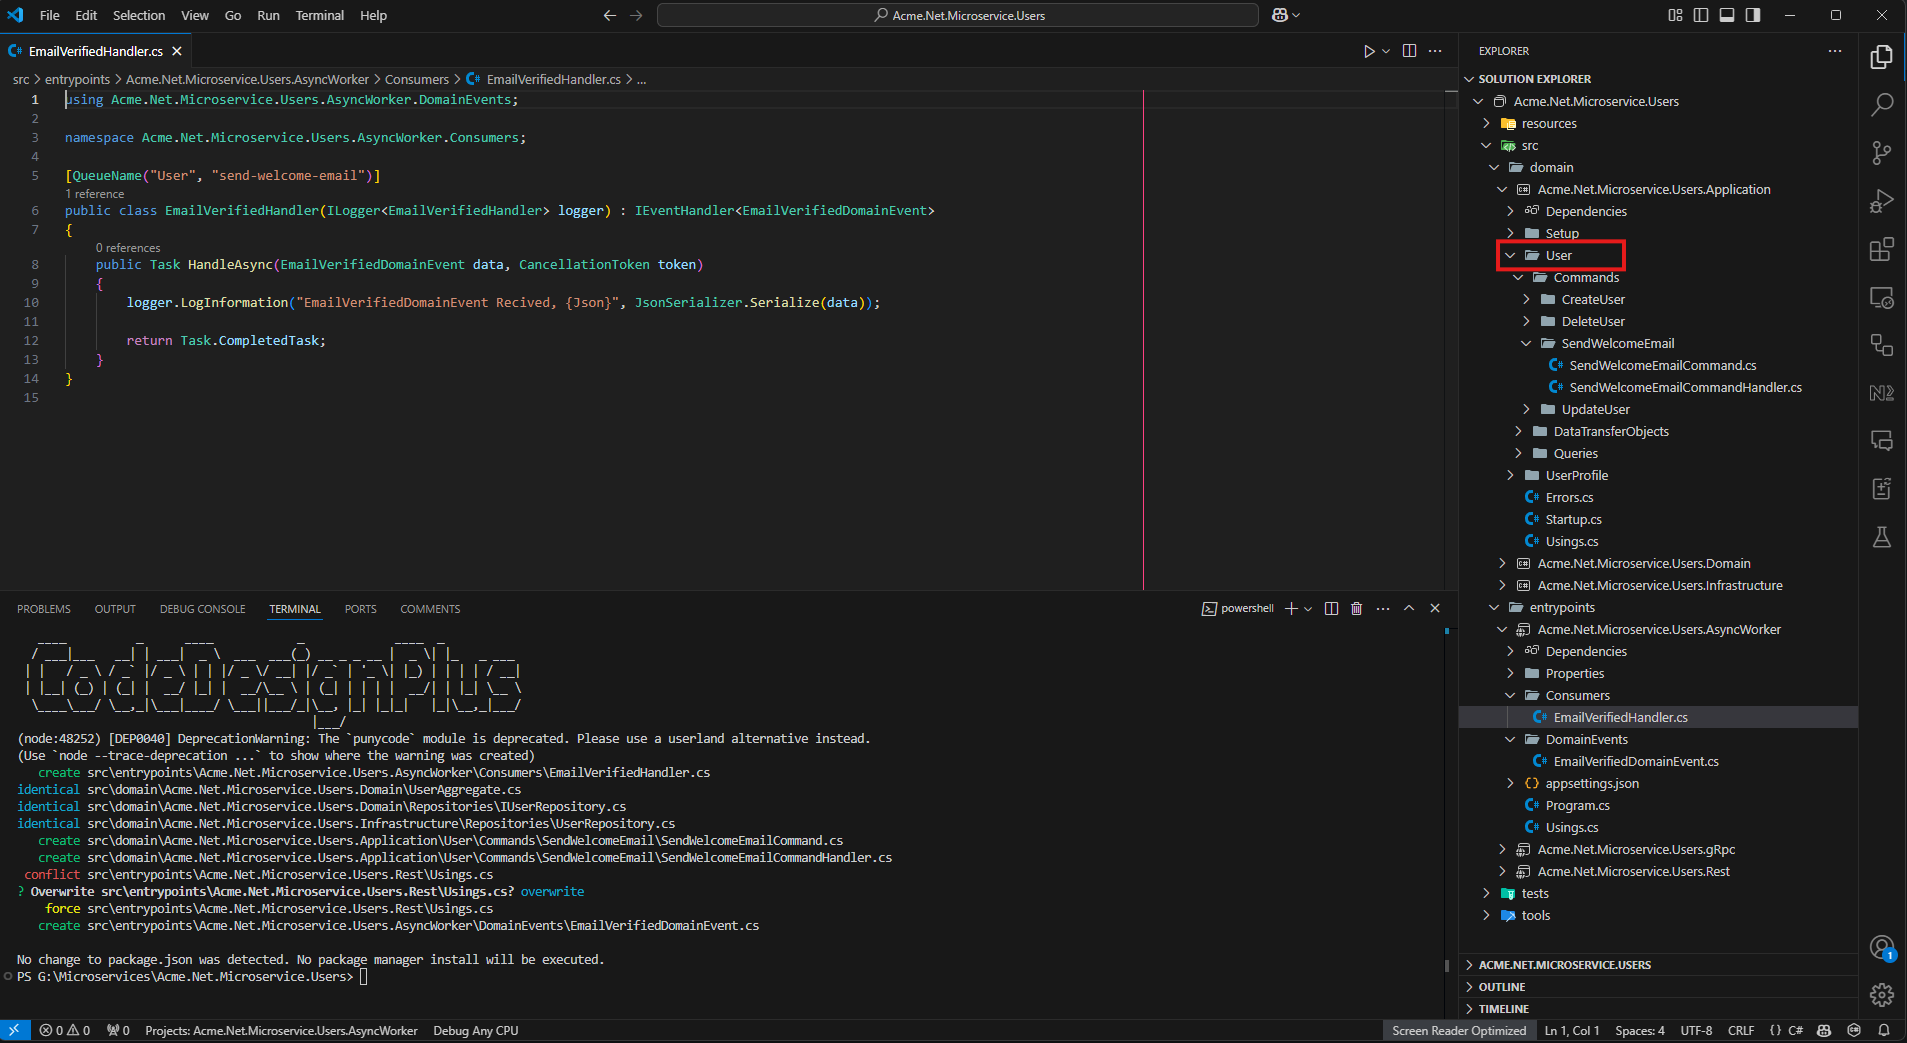 File Edit Selection View Go Run Terminal Help
Acme.Net.Microservice.Users
EmailVerifiedHandler.cs
src > entrypoints > Acme.Net.Microservice.Users.AsyncWorker > Consumers > EmailVerifiedHandler.cs > ...
1 using Acme.Net.Microservice.Users.AsyncWorker.DomainEvents;
2
3 namespace Acme.Net.Microservice.Users.AsyncWorker.Consumers;
4
5 [QueueName("User", "send-welcome-email")]
1 reference
6 public class EmailVerifiedHandler(ILogger<EmailVerifiedHandler> logger) : IEventHandler<EmailVerifiedDomainEvent>
7 {
0 references
8 public Task HandleAsync(EmailVerifiedDomainEvent data, CancellationToken token)
9 {
10 logger.LogInformation("EmailVerifiedDomainEvent Recived, {Json}", JsonSerializer.Serialize(data));
11
12 return Task.CompletedTask;
13 }
14 }
15
PROBLEMS OUTPUT DEBUG CONSOLE TERMINAL PORTS COMMENTS
powershell
CodeDesignPlus
(node:48252) [DEP0040] DeprecationWarning: The `punycode` module is deprecated. Please use a userland alternative instead.
(Use `node --trace-deprecation ...` to show where the warning was created)
create src\entrypoints\Acme.Net.Microservice.Users.AsyncWorker\Consumers\EmailVerifiedHandler.cs
identical src\domain\Acme.Net.Microservice.Users.Domain\UserAggregate.cs
identical src\domain\Acme.Net.Microservice.Users.Domain\Repositories\IUserRepository.cs
identical src\domain\Acme.Net.Microservice.Users.Infrastructure\Repositories\UserRepository.cs
create src\domain\Acme.Net.Microservice.Users.Application\User\Commands\SendWelcomeEmail\SendWelcomeEmailCommand.cs
create src\domain\Acme.Net.Microservice.Users.Application\User\Commands\SendWelcomeEmail\SendWelcomeEmailCommandHandler.cs
conflict src\entrypoints\Acme.Net.Microservice.Users.Rest\Usings.cs
? Overwrite src\entrypoints\Acme.Net.Microservice.Users.Rest\Usings.cs? overwrite
force src\entrypoints\Acme.Net.Microservice.Users.Rest\Usings.cs
create src\entrypoints\Acme.Net.Microservice.Users.AsyncWorker\DomainEvents\EmailVerifiedDomainEvent.cs
No change to package.json was detected. No package manager install will be executed.
PS G:\Microservices\Acme.Net.Microservice.Users>
EXPLORER
SOLUTION EXPLORER
Acme.Net.Microservice.Users
resources
src
domain
Acme.Net.Microservice.Users.Application
Dependencies
Setup
User
Commands
CreateUser
DeleteUser
SendWelcomeEmail
SendWelcomeEmailCommand.cs
SendWelcomeEmailCommandHandler.cs
UpdateUser
DataTransferObjects
Queries
UserProfile
Errors.cs
Startup.cs
Usings.cs
Acme.Net.Microservice.Users.Domain
Acme.Net.Microservice.Users.Infrastructure
entrypoints
Acme.Net.Microservice.Users.AsyncWorker
Dependencies
Properties
Consumers
EmailVerifiedHandler.cs
DomainEvents
EmailVerifiedDomainEvent.cs
appsettings.json
Program.cs
Usings.cs
Acme.Net.Microservice.Users.gRpc
Acme.Net.Microservice.Users.Rest
tests
tools
ACME.NET.MICROSERVICE.USERS
OUTLINE
TIMELINE
1
0 0 0 Projects: Acme.Net.Microservice.Users.AsyncWorker Debug Any CPU
Screen Reader Optimized Ln 1, Col 1 Spaces: 4 UTF-8 CRLF {} C#